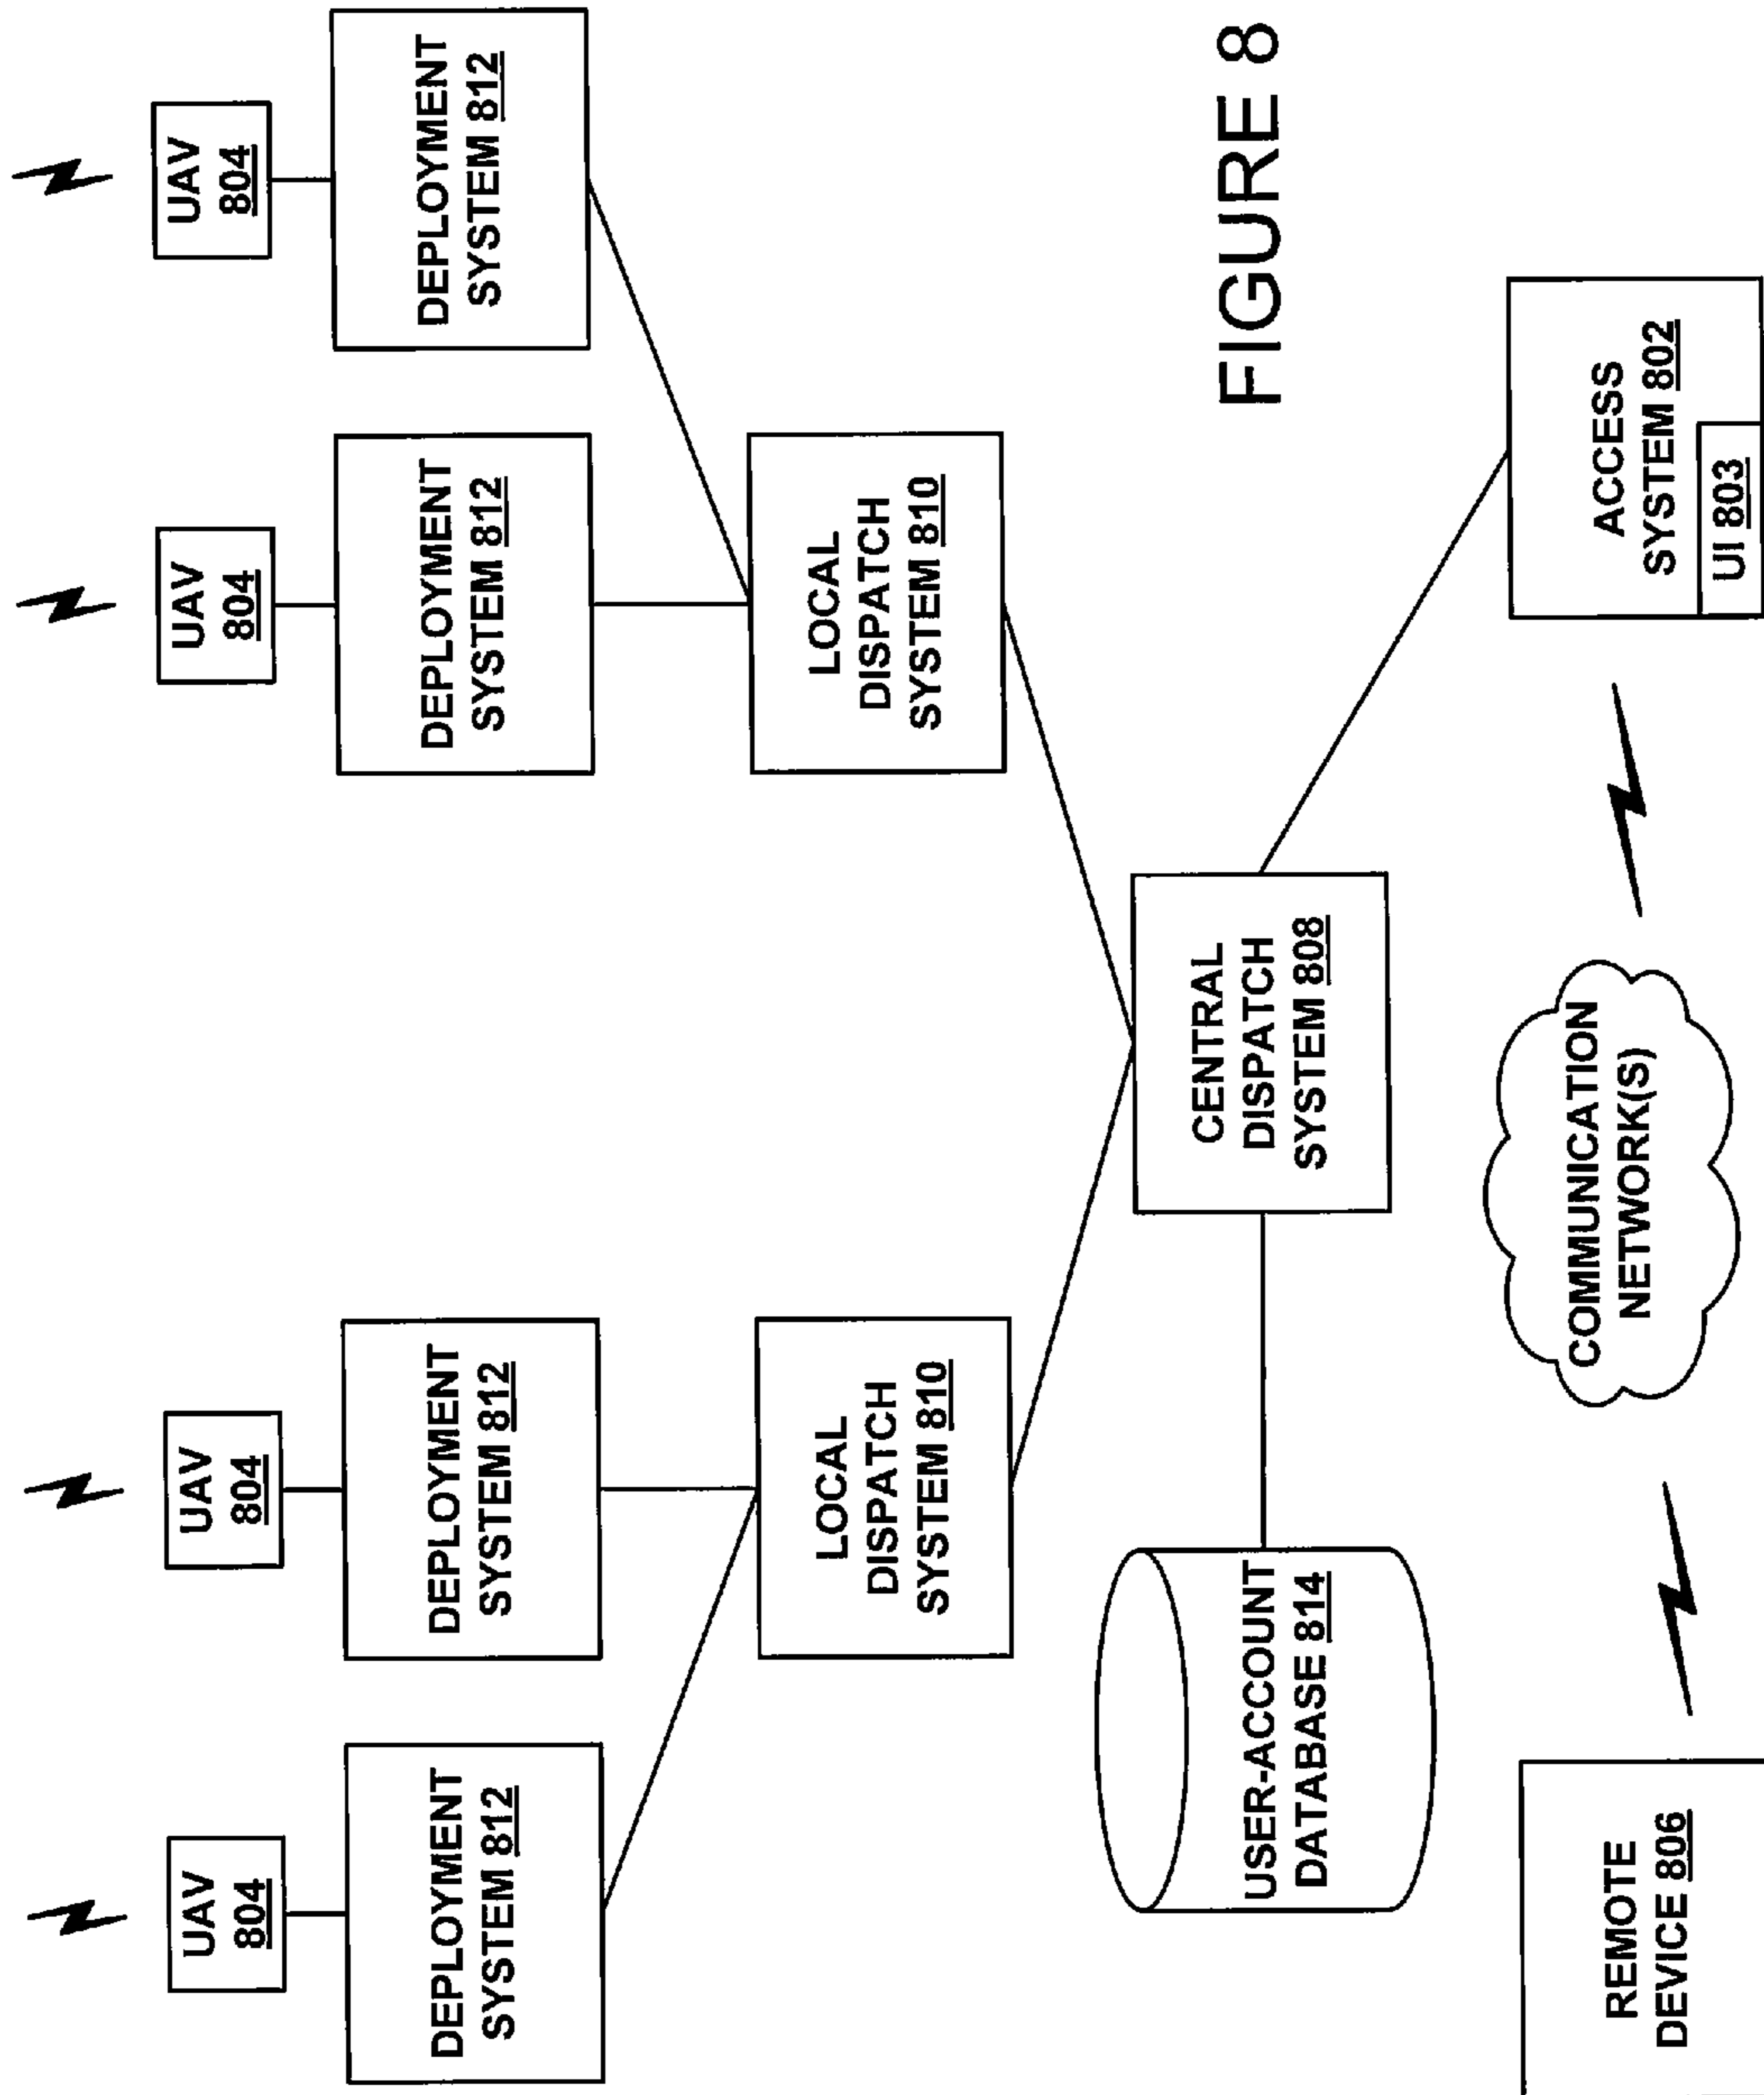 UAV
804
UAV
804
UAV
804
UAV
804
DEPLOYMENT
SYSTEM 812
DEPLOYMENT
SYSTEM 812
DEPLOYMENT
SYSTEM 812
DEPLOYMENT
SYSTEM 812
LOCAL
DISPATCH
SYSTEM 810
LOCAL
DISPATCH
SYSTEM 810
USER-ACCOUNT
DATABASE 814
CENTRAL
DISPATCH
SYSTEM 808
FIGURE 8
REMOTE
DEVICE 806
COMMUNICATION
NETWORK(S)
ACCESS
SYSTEM 802
UI 803